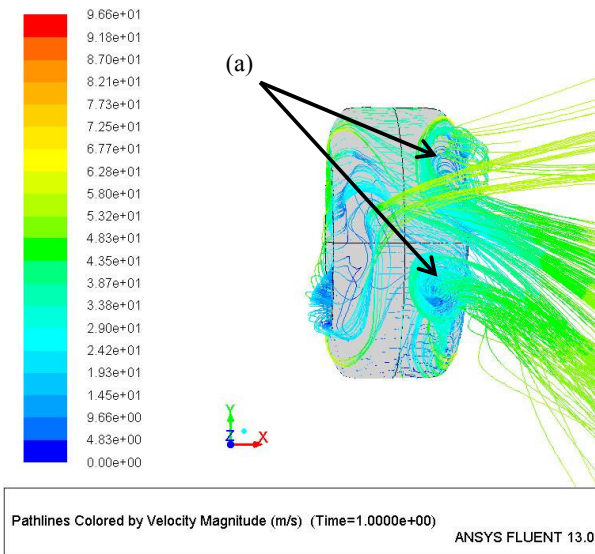 9.66e+01
9.18e+01
8.70e+01
8.21e+01
7.73e+01
7.25e+01
6.77e+01
6.28e+01
5.80e+01
5.32e+01
4.83e+01
4.35e+01
3.87e+01
3.38e+01
2.90e+01
2.42e+01
1.93e+01
1.45e+01
9.66e+00
4.83e+00
0.00e+00
(a)
Y
Z
X
Pathlines Colored by Velocity Magnitude (m/s) (Time=1.0000e+00)
ANSYS FLUENT 13.0